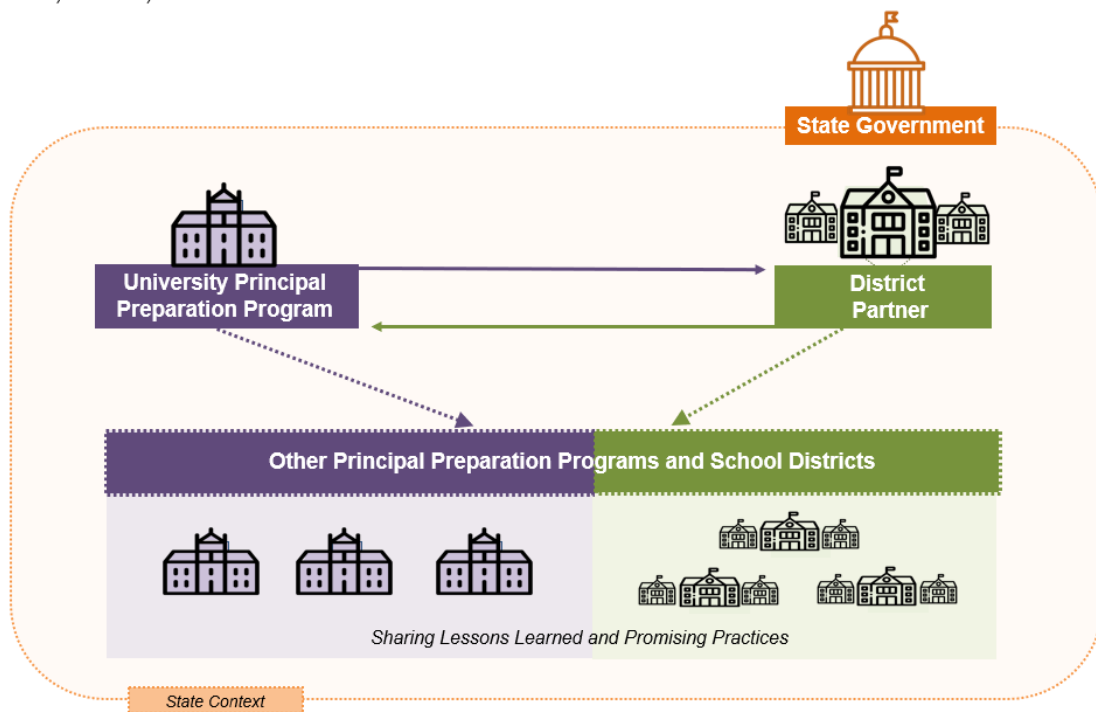 State Government
University Principal
Preparation Program
District
Partner
Other Principal Preparation Programs and School Districts
Sharing Lessons Learned and Promising Practices
State Context